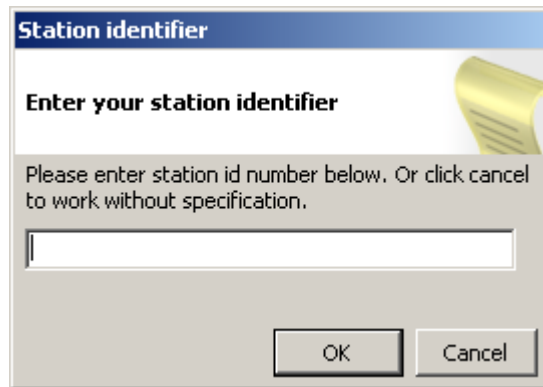 Station identifier
Enter your station identifier
Please enter station id number below. Or click cancel
to work without specification.
OK
Cancel